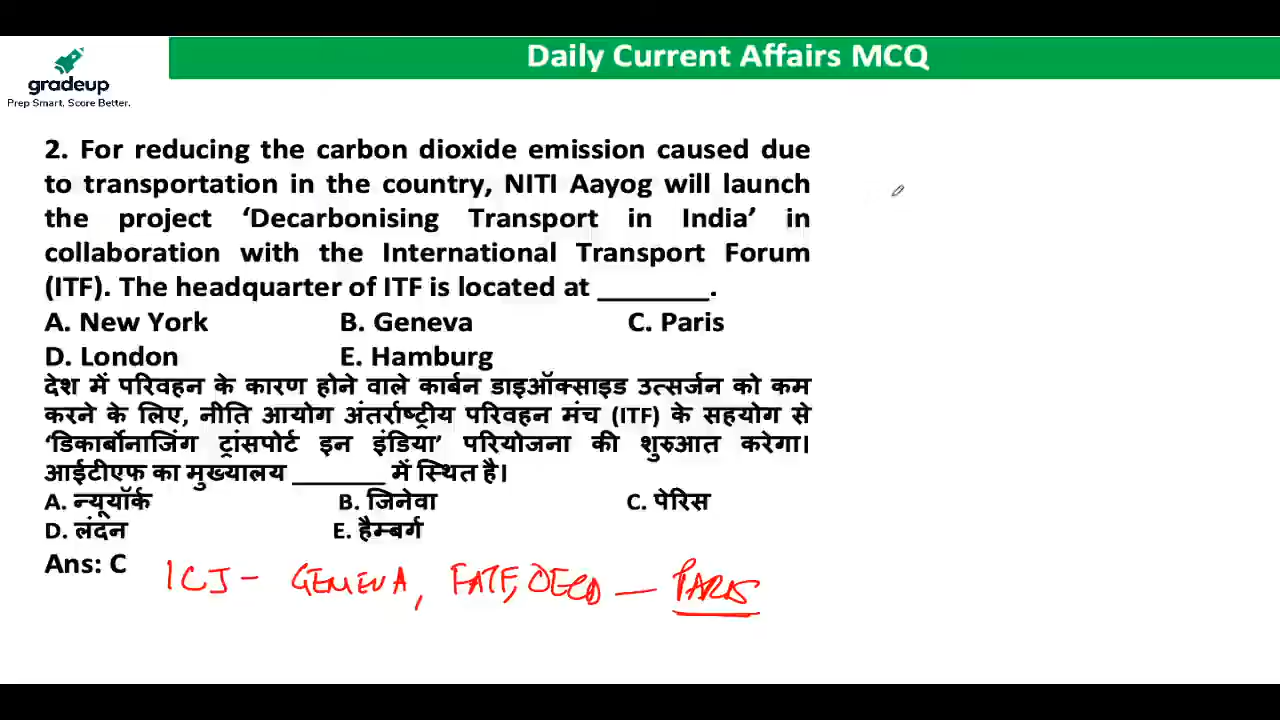 Daily Current Affairs MCQ
gradeup
Prep Smart, Score Better.
2. For reducing the carbon dioxide emission caused due
to transportation in the country, NITI Aayog will launch
the project ‘Decarbonising Transport in India’ in
collaboration with the International Transport Forum
(ITF). The headquarter of ITF is located at ________.
A. New York B. Geneva C. Paris
D. London E. Hamburg
देश में परिवहन के कारण होने वाले कार्बन डाइऑक्साइड उत्सर्जन को कम
करने के लिए, नीति आयोग अंतर्राष्ट्रीय परिवहन मंच (ITF) के सहयोग से
‘डिकार्बोनाजिंग ट्रांसपोर्ट इन इंडिया’ परियोजना की शुरुआत करेगा।
आईटीएफ का मुख्यालय ________ में स्थित है।
A. न्यूयॉर्क B. जिनेवा C. पेरिस
D. लंदन E. हैम्बर्ग
Ans: C
ICJ - GENEVA, FATF, OECD — PARIS